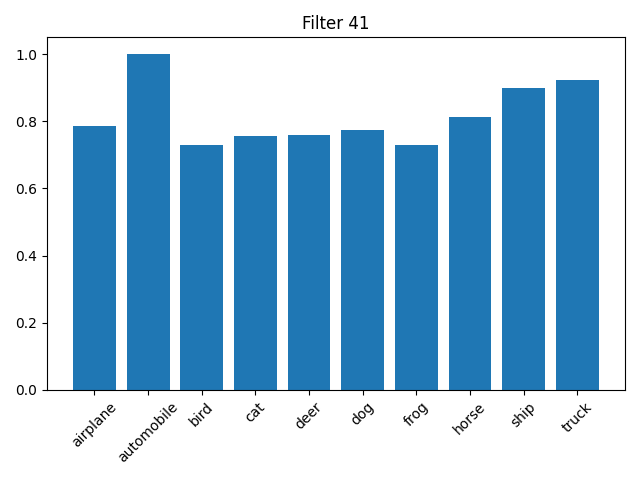 Filter 41
1.0
0.8
0.6
0.4
0.2
0.0
airplane
automobile
bird
cat
deer
dog
frog
horse
ship
truck